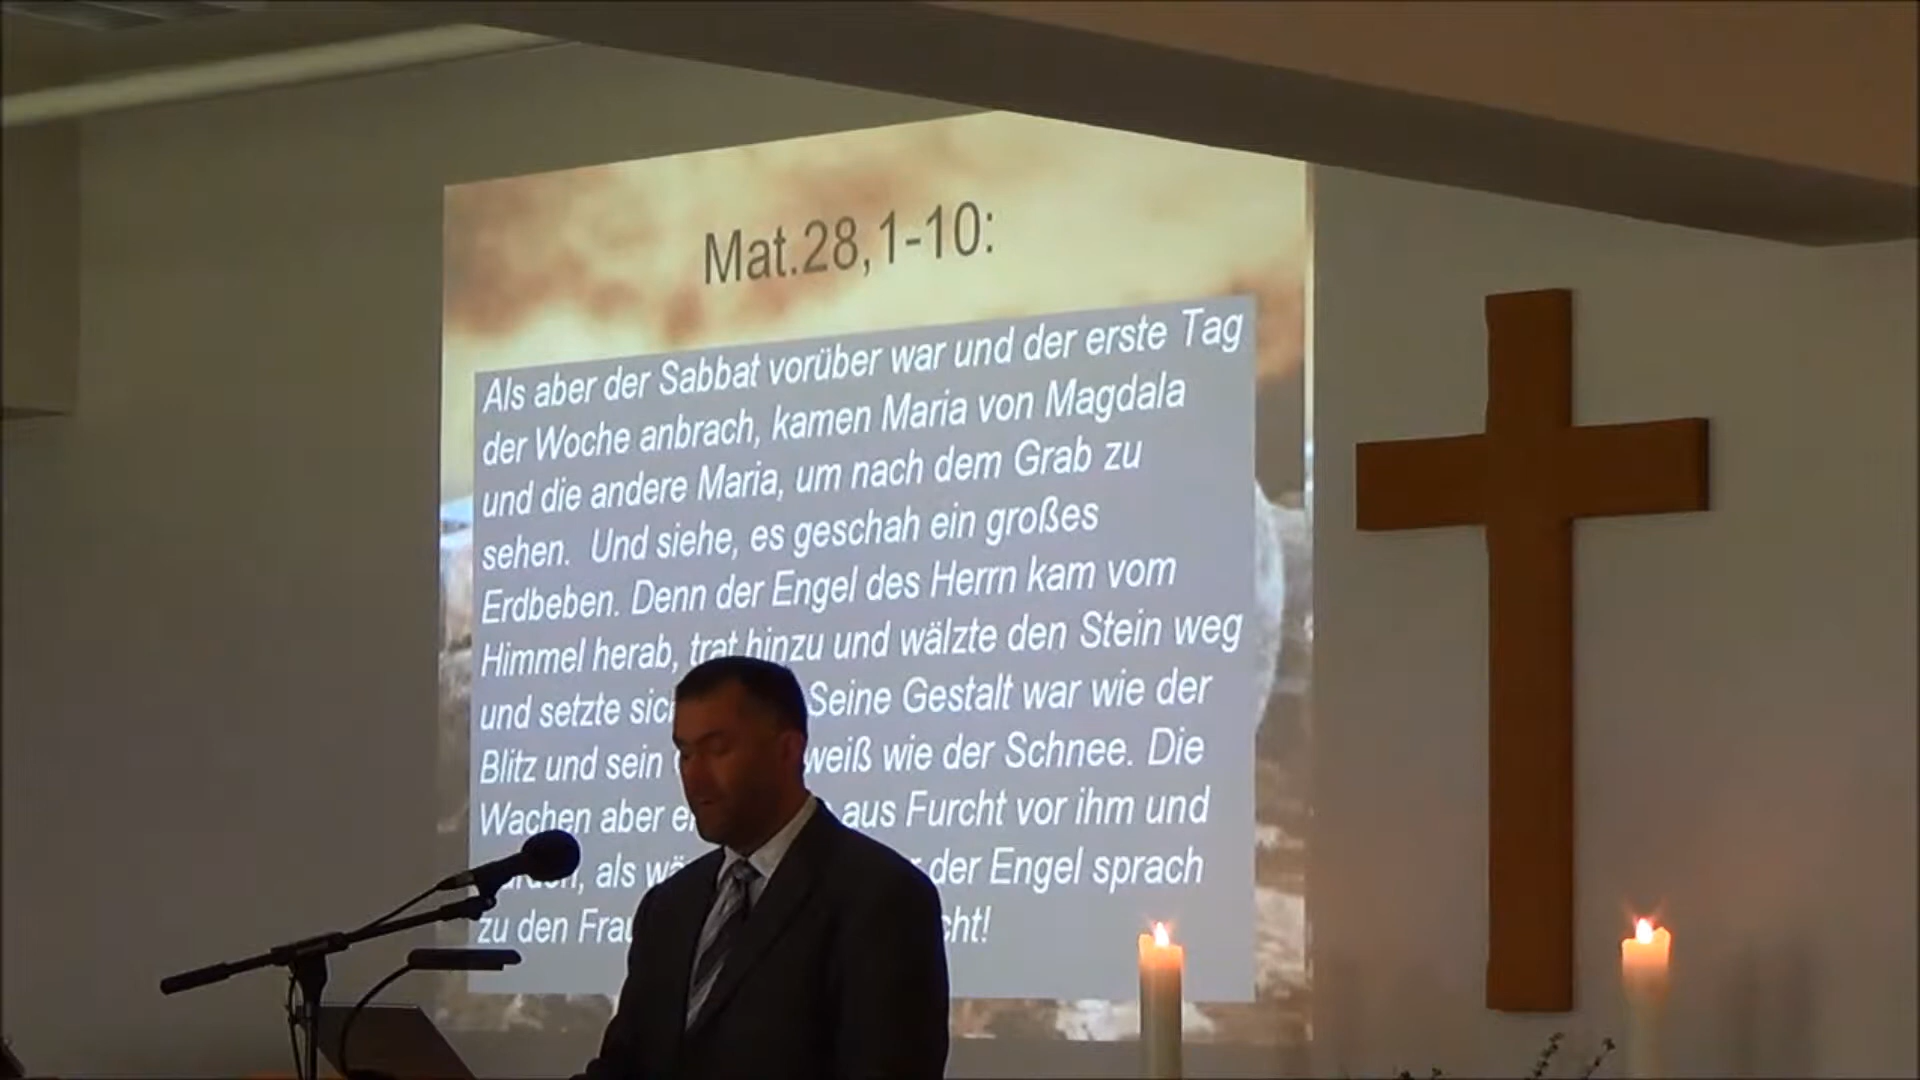 Mat.28,1-10:
Als aber der Sabbat vorüber war und der erste Tag
der Woche anbrach, kamen Maria von Magdala
und die andere Maria, um nach dem Grab zu
sehen. Und siehe, es geschah ein großes
Erdbeben. Denn der Engel des Herrn kam vom
Himmel herab, trat hinzu und wälzte den Stein weg
und setzte Seine Gestalt war wie der
Blitz und sein weiß wie der Schnee. Die
Wachen aber aus Furcht vor ihm und
als der Engel sprach
zu den